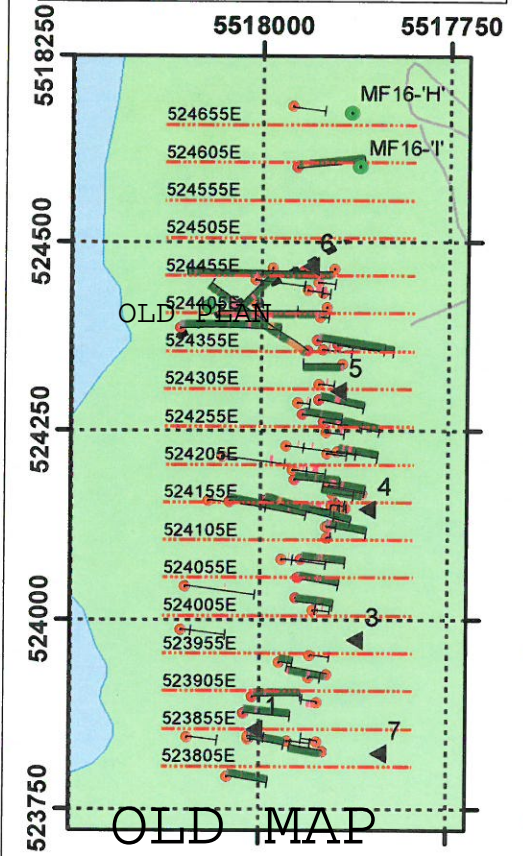 5518000 5517750
5518250
MF16-'H'
524655E
MF16-'I'
524605E
524555E
524505E
524500
6
524455E
524405E
OLD PLAN
524355E
5
524305E
524255E
524250
524205E
4
524155E
524105E
524055E
524005E
524000
3
523955E
523905E
1
523855E
7
523805E
523750
OLD MAP